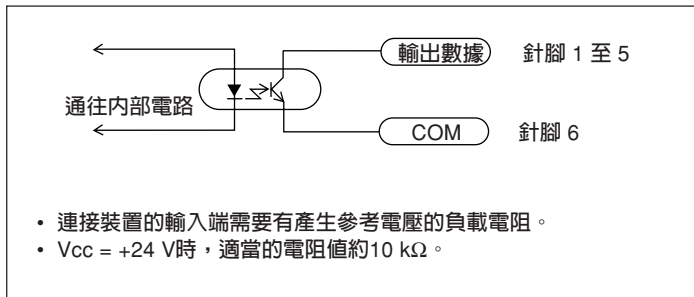 輸出數據 針腳 1 至 5
通往内部電路
COM 針腳 6
• 連接裝置的輸入端需要有產生參考電壓的負載電阻。
• Vcc = +24 V時，適當的電阻值約10 kΩ。